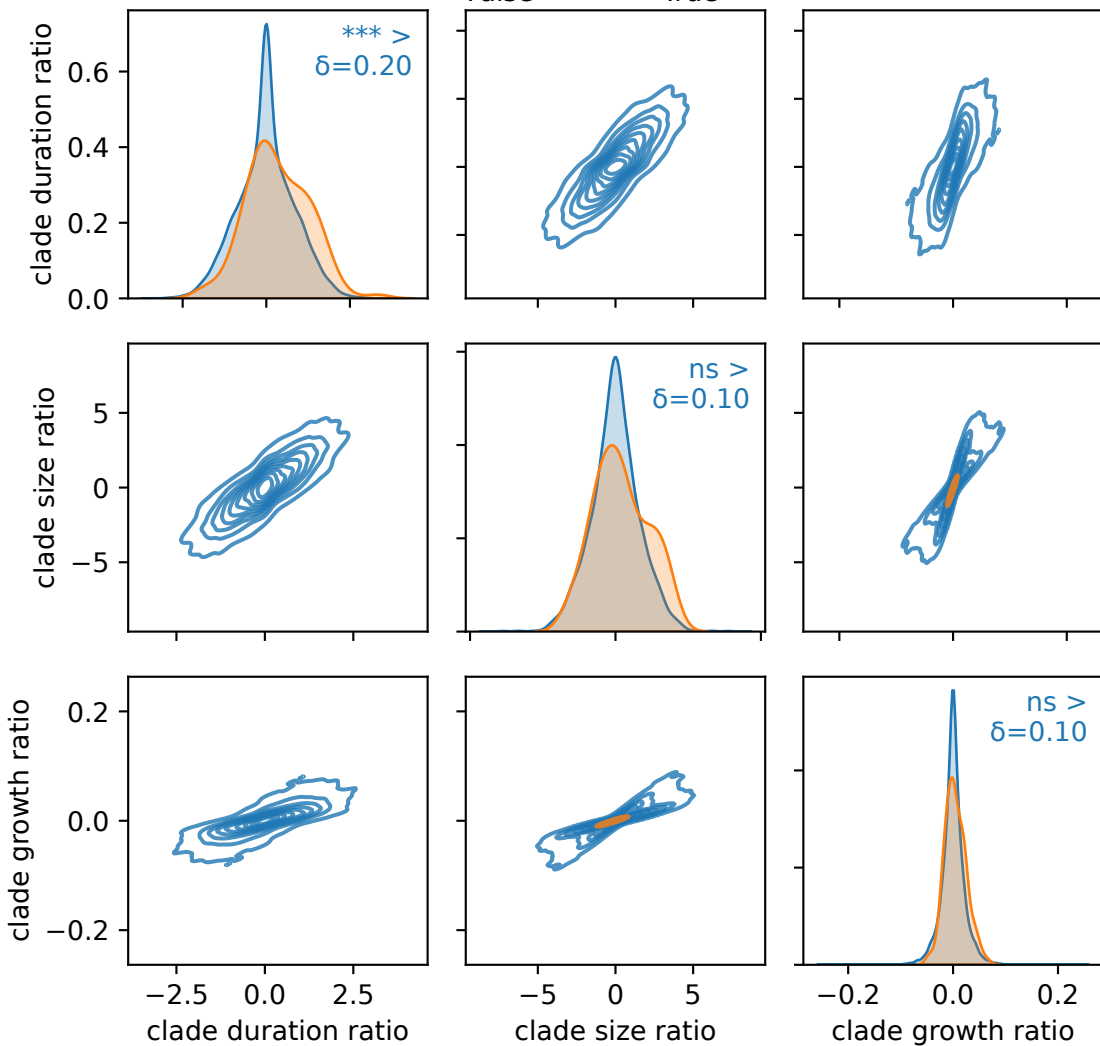 True
clade duration ratio
0.6
0.4
0.2
0.0
*** >
δ=0.20
clade size ratio
5
0
−5
ns >
δ=0.10
clade growth ratio
0.2
0.0
−0.2
ns >
δ=0.10
−2.5 0.0 2.5
−5 0 5
−0.2 0.0 0.2
clade duration ratio
clade size ratio
clade growth ratio